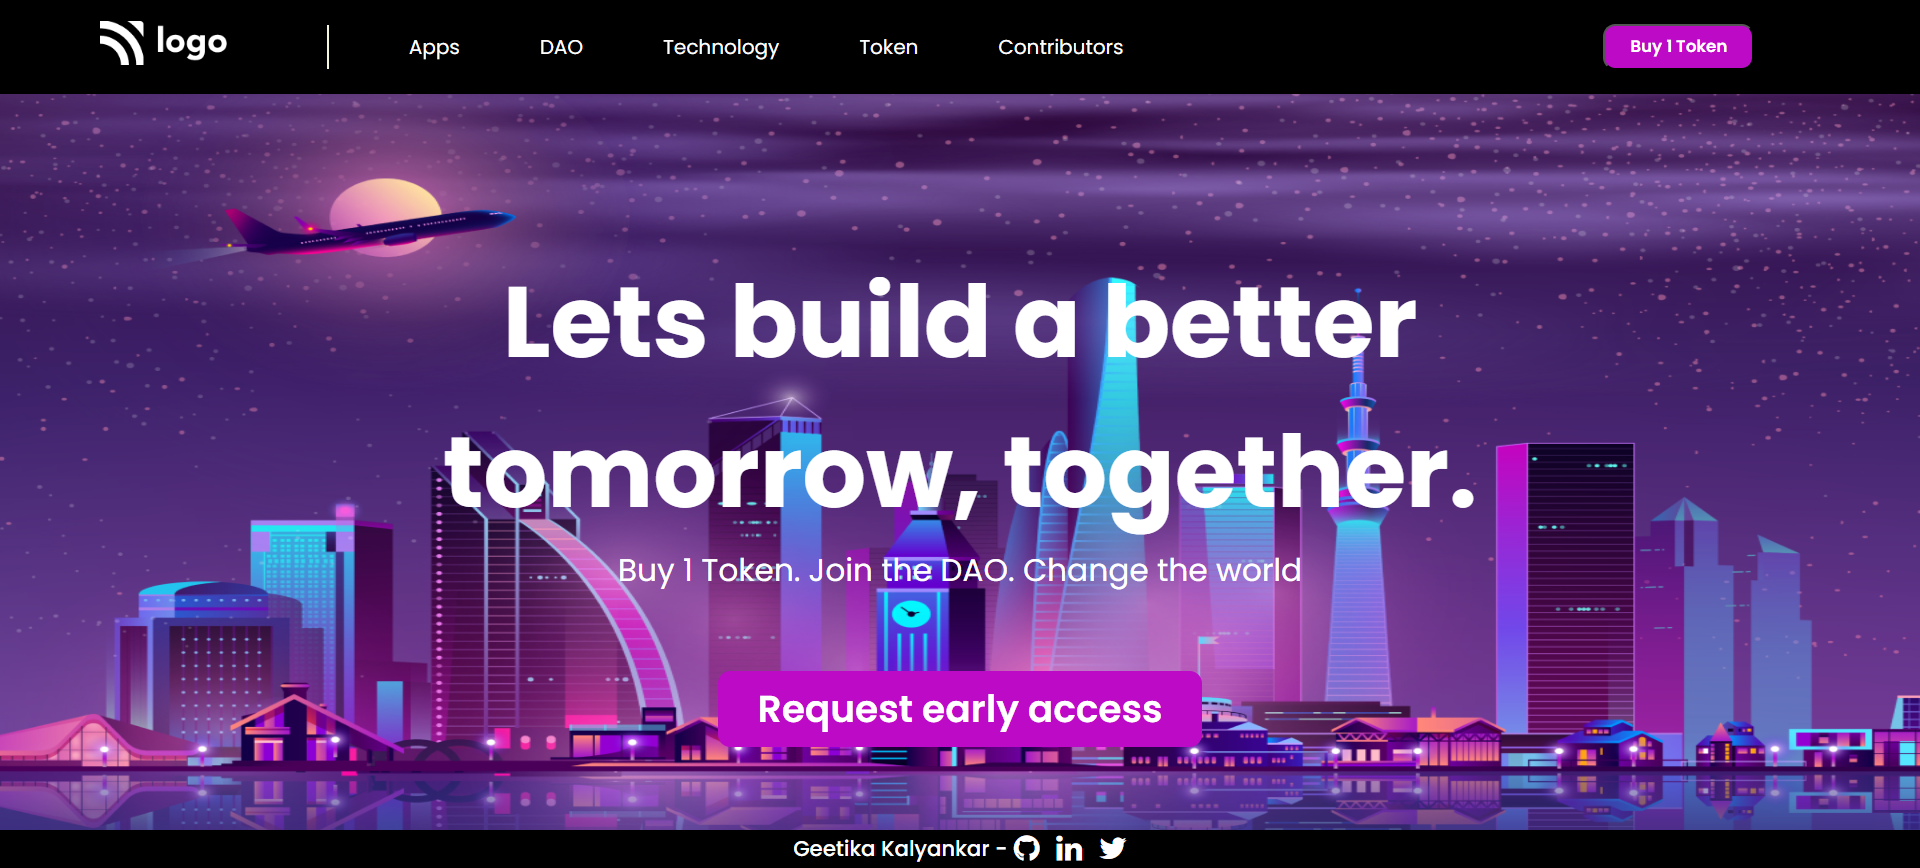 logo
Apps DAO Technology Token Contributors
Buy 1 Token
Lets build a better
tomorrow, together.
Buy 1 Token. Join the DAO. Change the world
Request early access
Geetika Kalyankar -